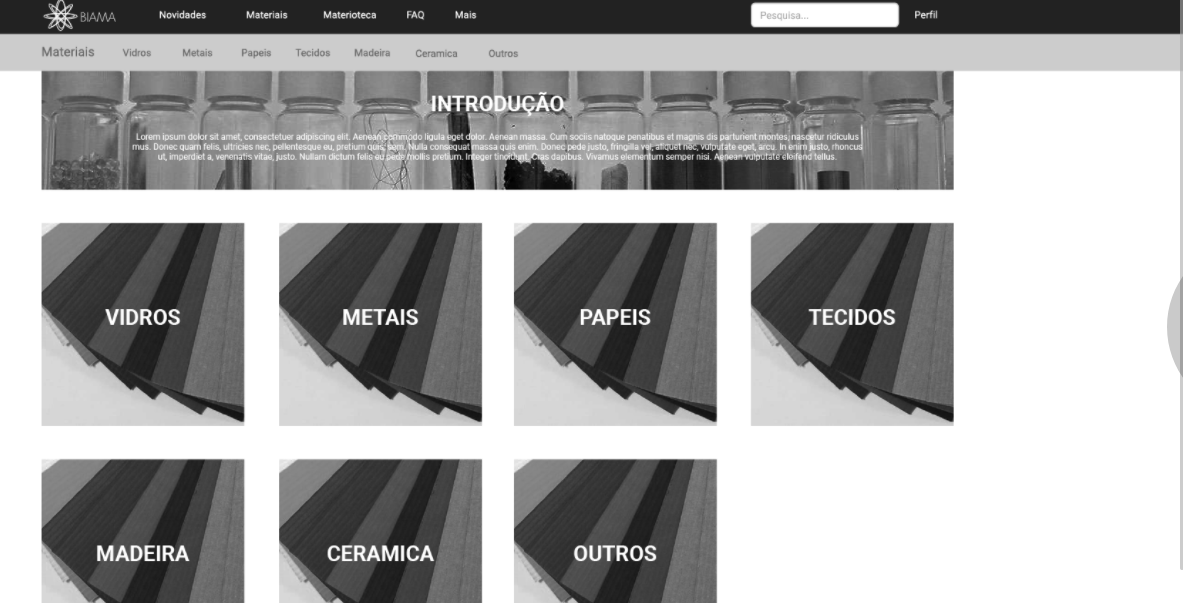 BIAMA
Novidades Materiais Materioteca FAQ Mais
Pesquisa...
Perfil
Materiais Vidros Metais Papeis Tecidos Madeira Ceramica Outros
INTRODUÇÃO
Lorem ipsum dolor sit amet, consectetuer adipiscing elit. Aenean commodo ligula eget dolor. Aenean massa. Cum sociis natoque penatibus et magnis dis parturient montes, nascetur ridiculus
mus. Donec quam felis, ultricies nec, pellentesque eu, pretium quis, sem. Nulla consequat massa quis enim. Donec pede justo, fringilla vel, aliquet nec, vulputate eget, arcu. In enim justo, rhoncus
ut, imperdiet a, venenatis vitae, justo. Nullam dictum felis eu pede mollis pretium. Integer tincidunt. Cras dapibus. Vivamus elementum semper nisi. Aenean vulputate eleifend tellus.
VIDROS
METAIS
PAPEIS
TECIDOS
MADEIRA
CERAMICA
OUTROS